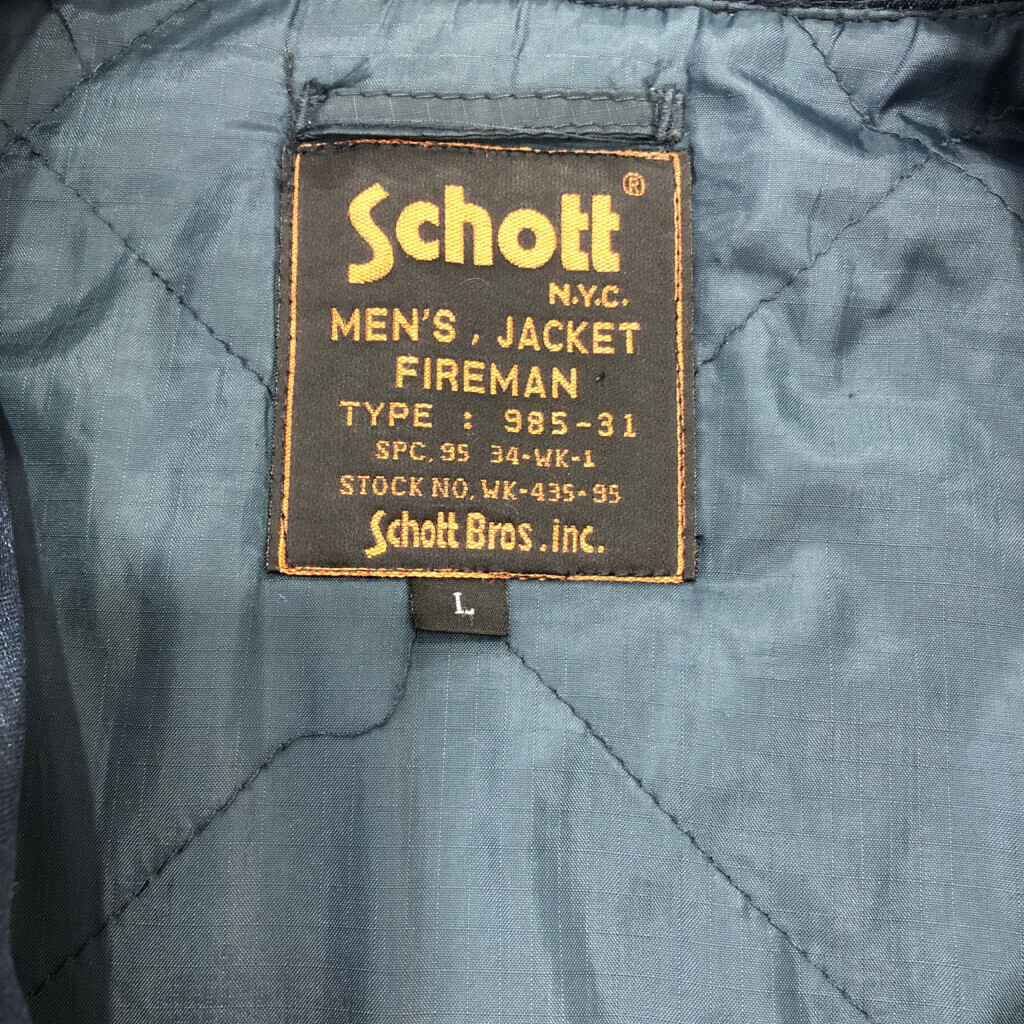 Schott®
N.Y.C.
MEN'S, JACKET
FIREMAN
TYPE : 985-31
SPC. 95 34-WK-1
STOCK NO. WK-435-95
Schott Bros. inc.
L